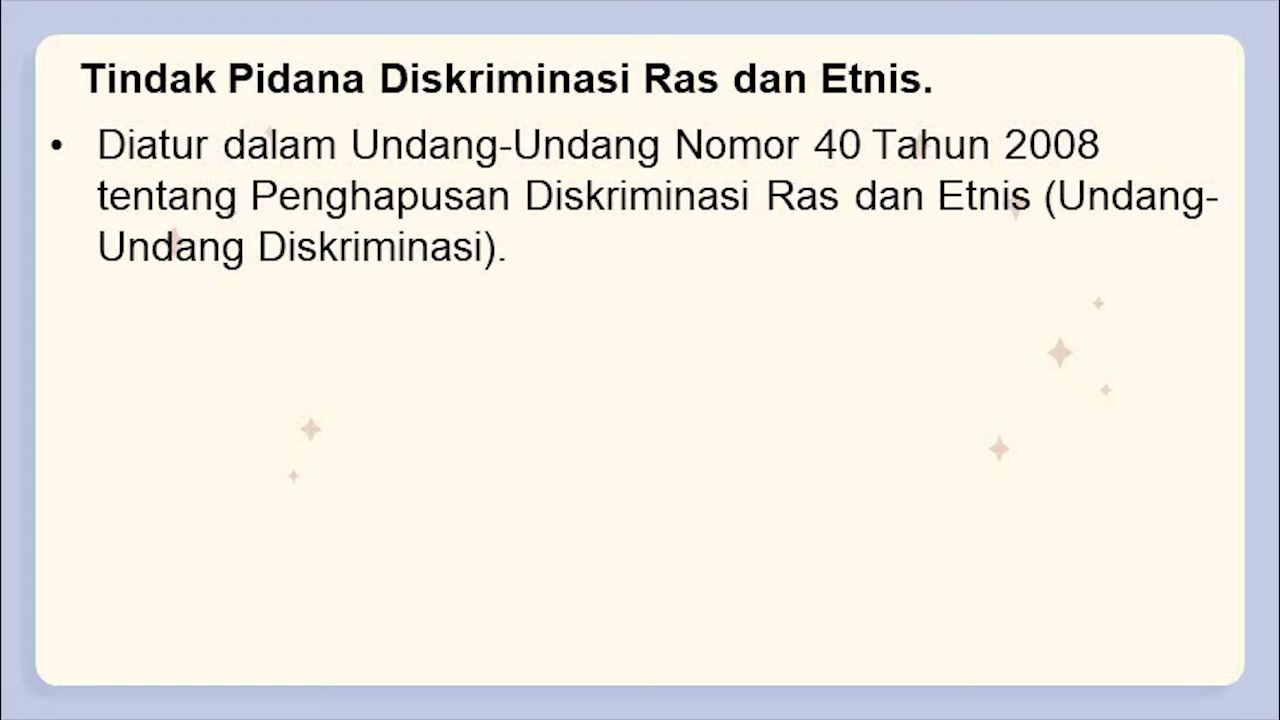 Tindak Pidana Diskriminasi Ras dan Etnis.
• Diatur dalam Undang-Undang Nomor 40 Tahun 2008
tentang Penghapusan Diskriminasi Ras dan Etnis (Undang-
Undang Diskriminasi).